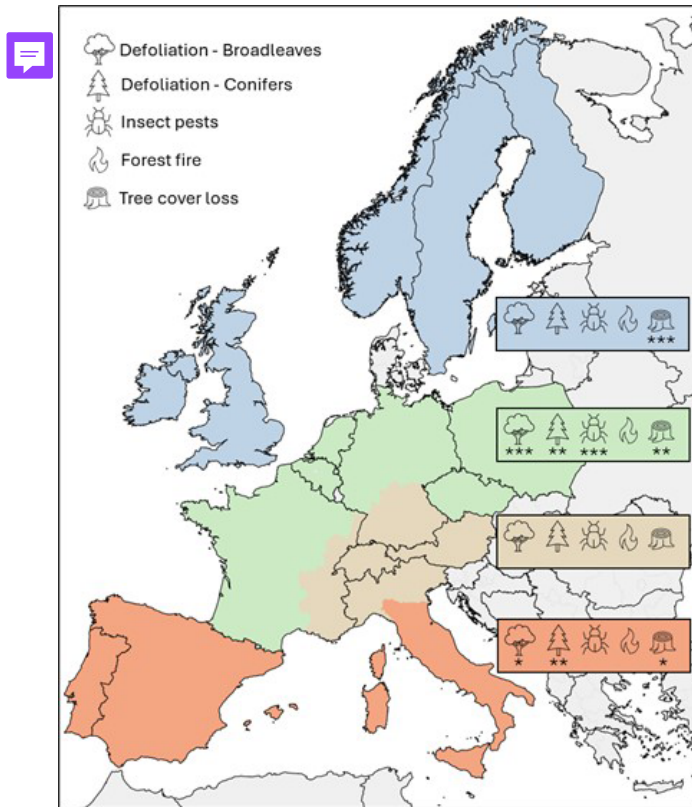 Defoliation - Broadleaves
Defoliation - Conifers
Insect pests
Forest fire
Tree cover loss
***
*** ** *** **
* ** *